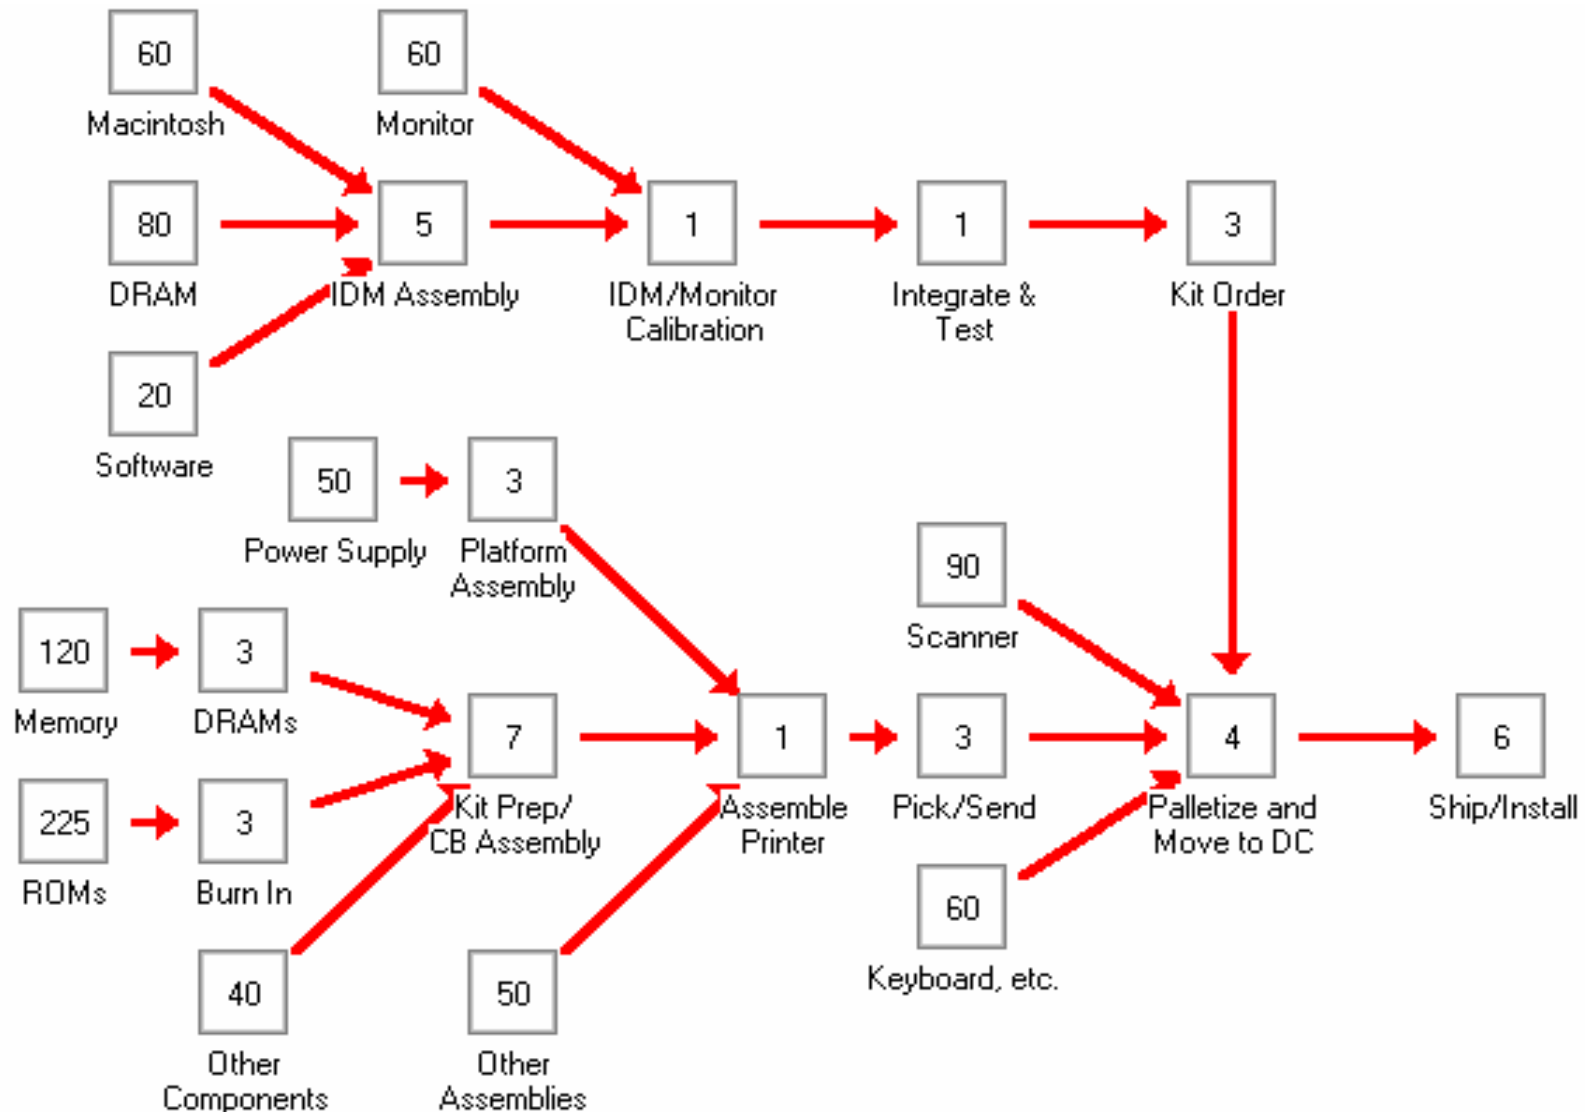 60
60
Macintosh
Monitor
80
5
1
1
3
DRAM
IDM Assembly
IDM/Monitor
Calibration
Integrate &
Test
Kit Order
20
Software
50
3
Power Supply
Platform
Assembly
90
Scanner
120
3
Memory
DRAMs
7
1
3
4
6
Kit Prep/
CB Assembly
Assemble
Printer
Pick/Send
Palletize and
Move to DC
Ship/Install
225
3
ROMs
Burn In
60
Keyboard, etc.
40
50
Other
Components
Other
Assemblies